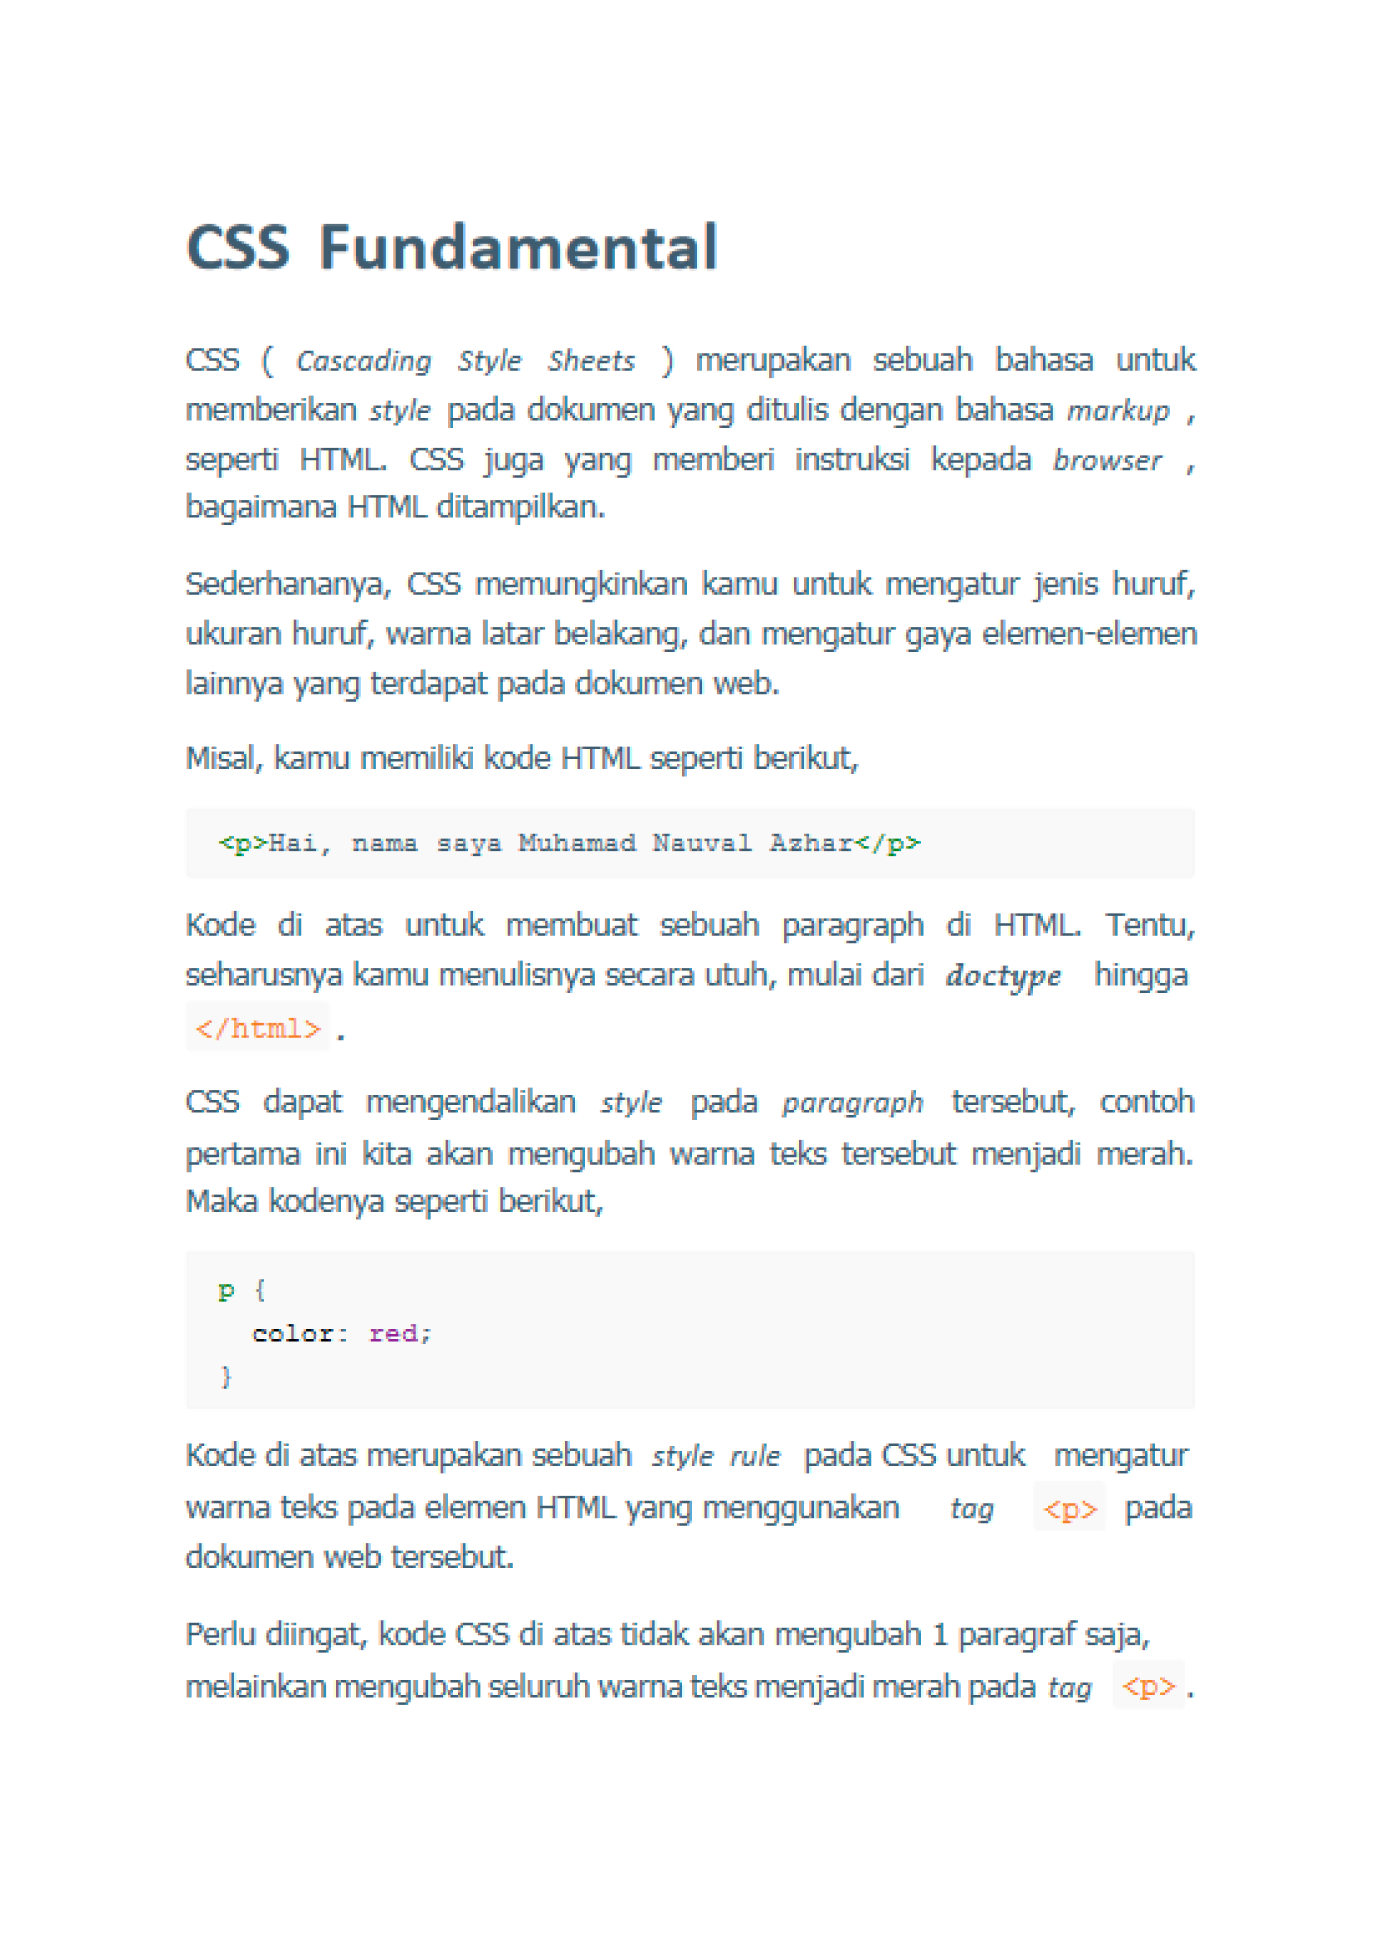 CSS Fundamental
CSS ( Cascading Style Sheets ) merupakan sebuah bahasa untuk
memberikan style pada dokumen yang ditulis dengan bahasa markup ,
seperti HTML. CSS juga yang memberi instruksi kepada browser ,
bagaimana HTML ditampilkan.
Sederhananya, CSS memungkinkan kamu untuk mengatur jenis huruf,
ukuran huruf, warna latar belakang, dan mengatur gaya elemen-elemen
lainnya yang terdapat pada dokumen web.
Misal, kamu memiliki kode HTML seperti berikut,
<p>Hai, nama saya Muhamad Nauval Azhar</p>
Kode di atas untuk membuat sebuah paragraph di HTML. Tentu,
seharusnya kamu menulisnya secara utuh, mulai dari doctype hingga
</html> .
CSS dapat mengendalikan style pada paragraph tersebut, contoh
pertama ini kita akan mengubah warna teks tersebut menjadi merah.
Maka kodenya seperti berikut,
p {
  color: red;
}
Kode di atas merupakan sebuah style rule pada CSS untuk mengatur
warna teks pada elemen HTML yang menggunakan tag <p> pada
dokumen web tersebut.
Perlu diingat, kode CSS di atas tidak akan mengubah 1 paragraf saja,
melainkan mengubah seluruh warna teks menjadi merah pada tag <p> .